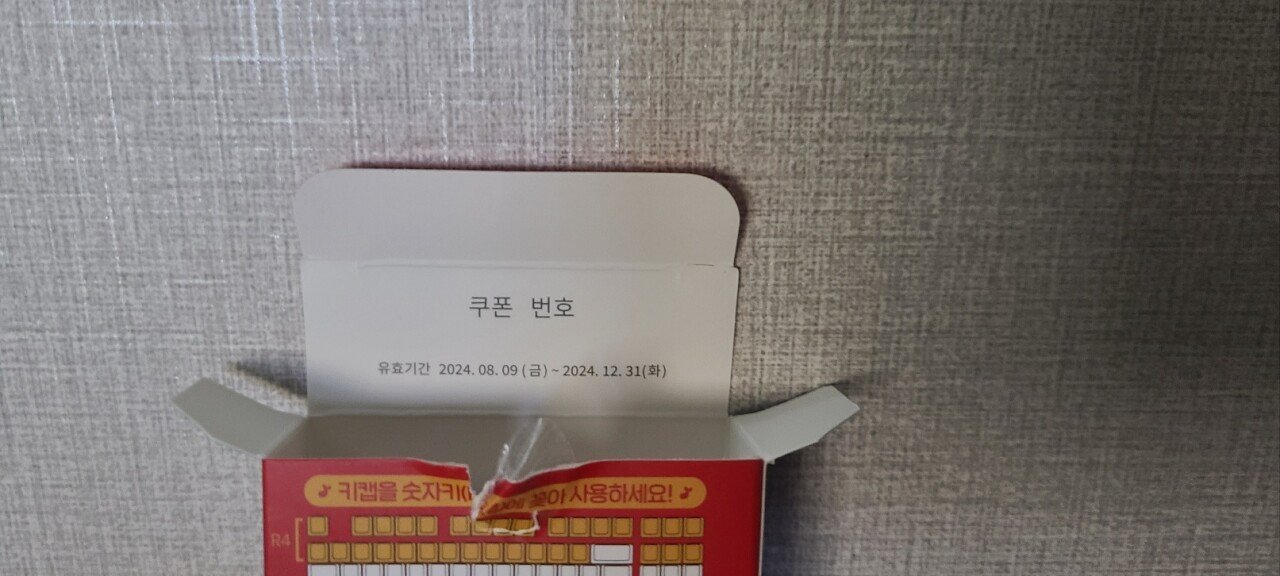 쿠폰 번호
유효기간 2024. 08. 09 (금) ~ 2024. 12. 31(화)
♪ 키캡을 숫자키 꽂아 사용하세요! ♪
R4